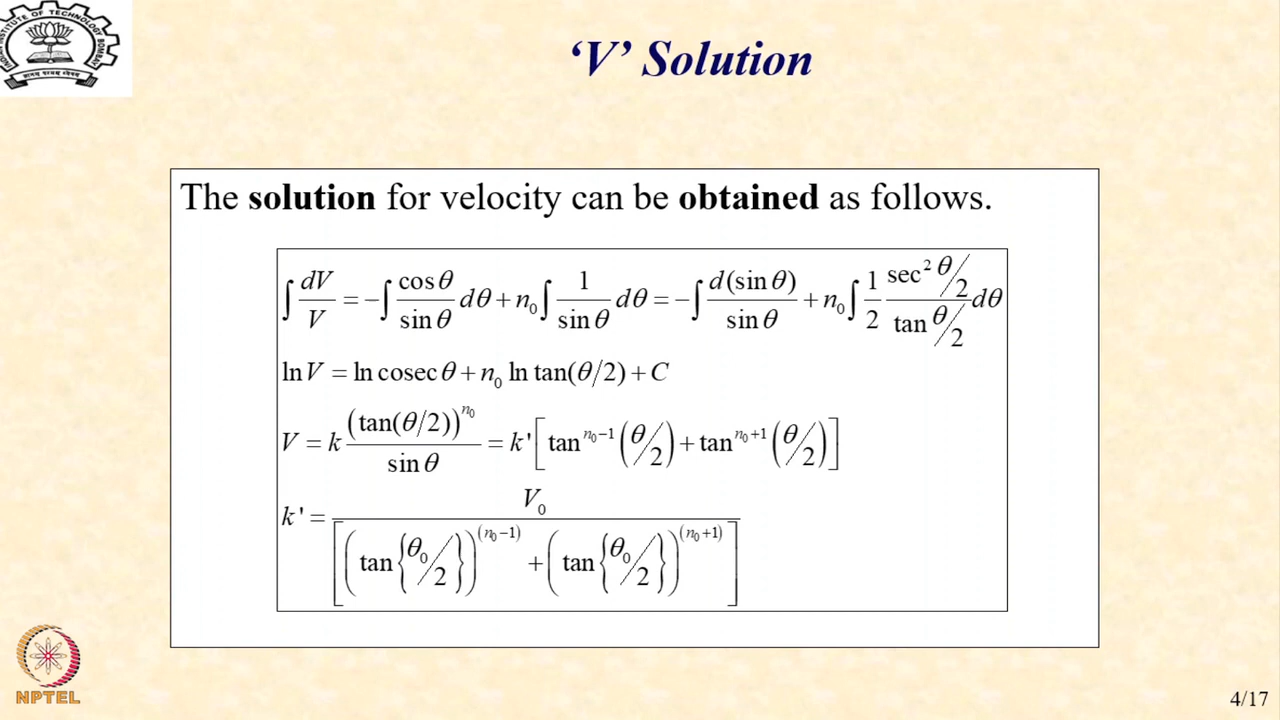 ‘V’ Solution
The solution for velocity can be obtained as follows.
∫ dV/V = −∫ cosθ/sinθ dθ + n₀∫ 1/sinθ dθ = −∫ d(sinθ)/sinθ + n₀∫ 1/2 sec² θ/2 / tan θ/2 dθ
ln V = ln cosec θ + n₀ ln tan(θ/2) + C
V = k (tan(θ/2))^n₀ / sinθ = k' [ tan^(n₀−1) (θ/2) + tan^(n₀+1) (θ/2) ]
k' = V₀ / [ ( tan {θ₀/2} )^(n₀−1) + ( tan {θ₀/2} )^(n₀+1) ]
NPTEL
4/17